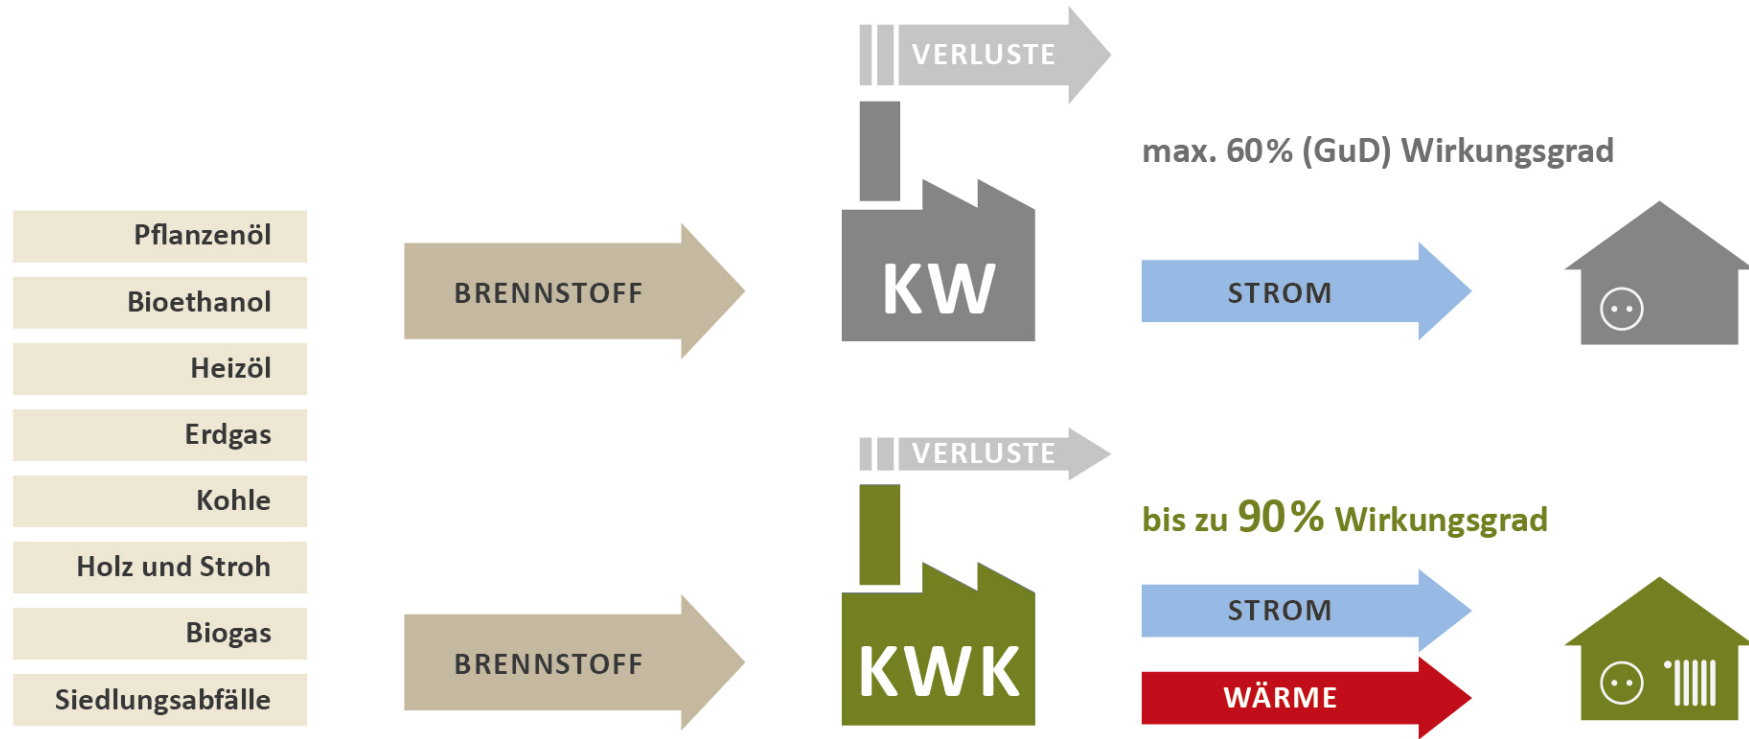 Pflanzenöl
Bioethanol
Heizöl
Erdgas
Kohle
Holz und Stroh
Biogas
Siedlungsabfälle
VERLUSTE
max. 60% (GuD) Wirkungsgrad
BRENNSTOFF
KW
STROM
VERLUSTE
bis zu 90% Wirkungsgrad
BRENNSTOFF
KWK
STROM
WÄRME